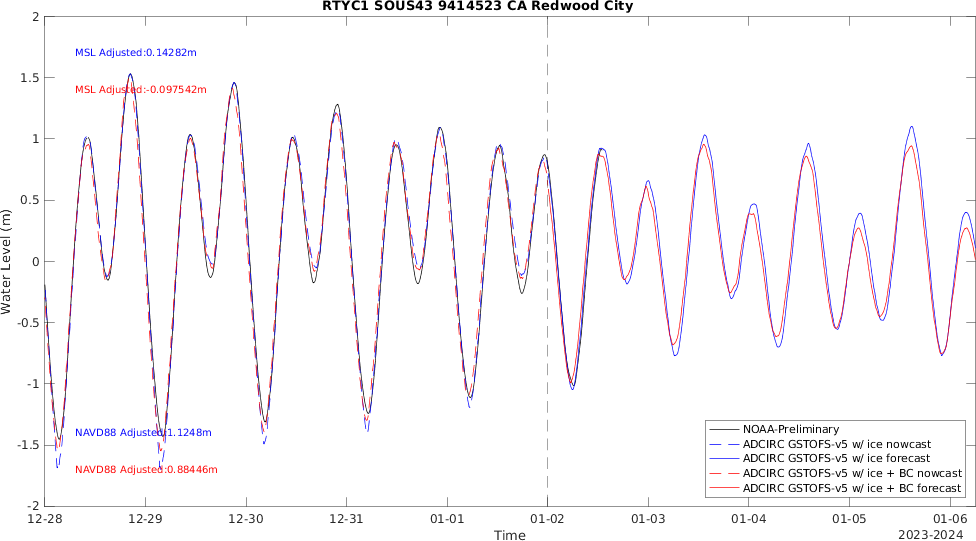 RTYC1 SOUS43 9414523 CA Redwood City
2
1.5
1
0.5
0
-0.5
-1
-1.5
-2
Water Level (m)
MSL Adjusted:0.14282m
MSL Adjusted:-0.097542m
NAVD88 Adjusted:1.1248m
NAVD88 Adjusted:0.88446m
NOAA-Preliminary
ADCIRC GSTOFS-v5 w/ ice nowcast
ADCIRC GSTOFS-v5 w/ ice forecast
ADCIRC GSTOFS-v5 w/ ice + BC nowcast
ADCIRC GSTOFS-v5 w/ ice + BC forecast
12-28 12-29 12-30 12-31 01-01 01-02 01-03 01-04 01-05 01-06
Time
2023-2024